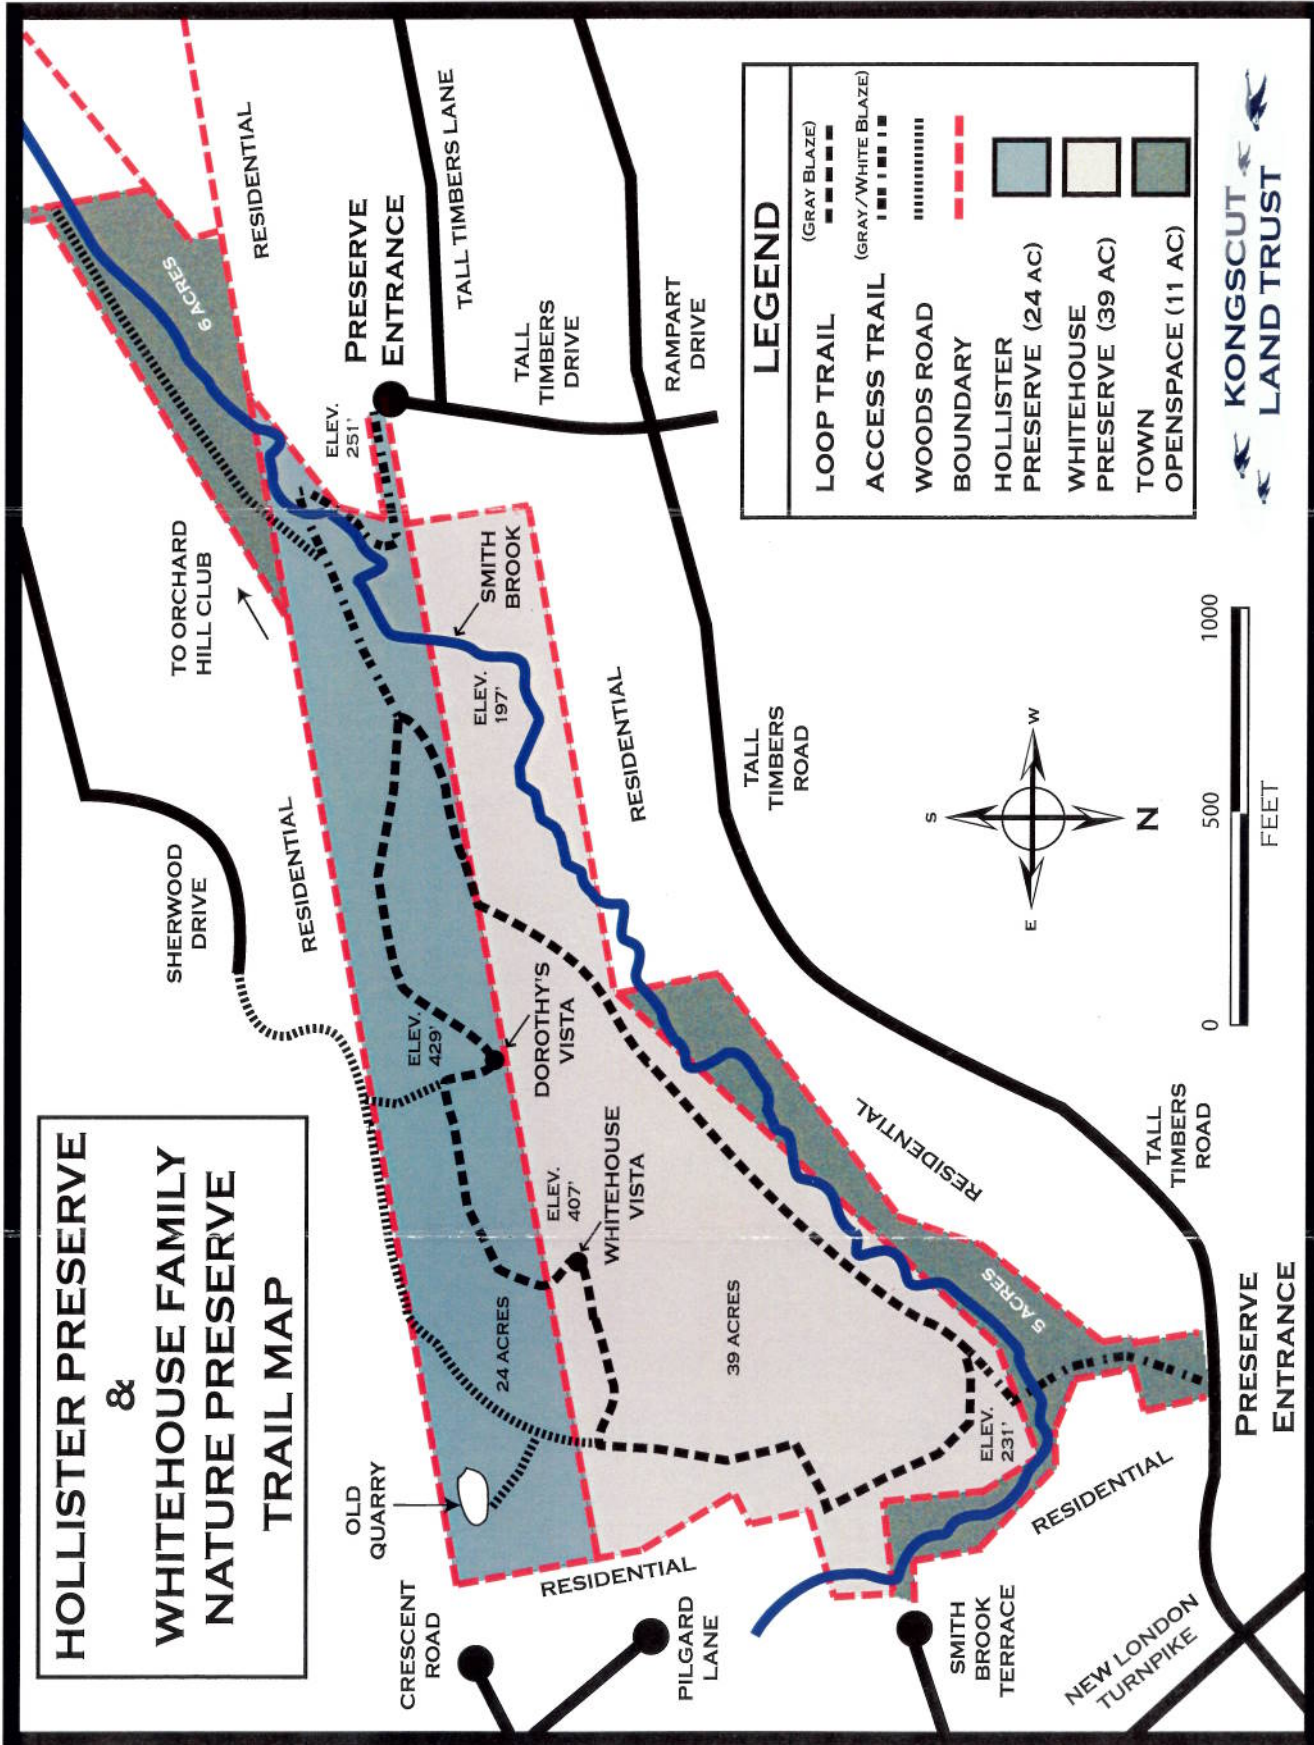 HOLLISTER PRESERVE
&
WHITEHOUSE FAMILY
NATURE PRESERVE
TRAIL MAP
SHERWOOD
DRIVE
TO ORCHARD
HILL CLUB
RESIDENTIAL
6 ACRES
RESIDENTIAL
PRESERVE
ENTRANCE
ELEV.
251'
TALL TIMBERS LANE
TALL
TIMBERS
DRIVE
RAMPART
DRIVE
SMITH
BROOK
ELEV.
197'
RESIDENTIAL
TALL
TIMBERS
ROAD
ELEV.
429'
DOROTHY'S
VISTA
ELEV.
407'
WHITEHOUSE
VISTA
24 ACRES
39 ACRES
OLD
QUARRY
CRESCENT
ROAD
RESIDENTIAL
PILGARD
LANE
SMITH
BROOK
TERRACE
ELEV.
231'
5 ACRES
RESIDENTIAL
RESIDENTIAL
TALL
TIMBERS
ROAD
PRESERVE
ENTRANCE
NEW LONDON
TURNPIKE
S
E
W
N
0
500
1000
FEET
LEGEND
LOOP TRAIL (GRAY BLAZE)
ACCESS TRAIL (GRAY/WHITE BLAZE)
WOODS ROAD
BOUNDARY
HOLLISTER
PRESERVE (24 AC)
WHITEHOUSE
PRESERVE (39 AC)
TOWN
OPENSPACE (11 AC)
KONGSCUT
LAND TRUST